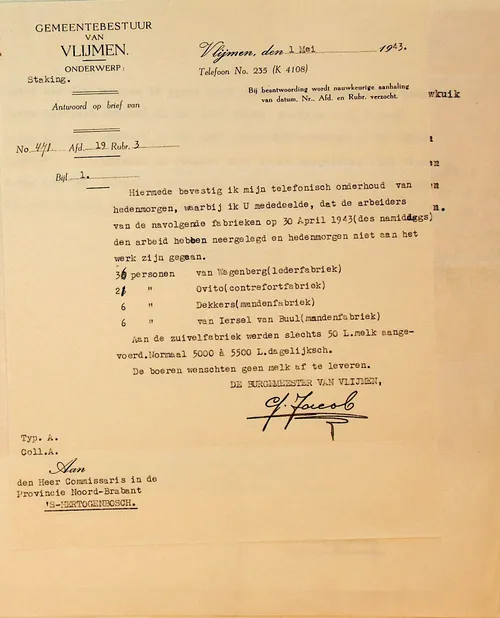 GEMEENTEBESTUUR
VAN
VLIJMEN.
ONDERWERP:
Staking.
Antwoord op brief van
No. 471 Afd. 19 Rubr. 3
Bijl. 1.
Vlijmen, den 1 Mei 1943.
Telefoon No. 235 (K 4108)
Bij beantwoording wordt nauwkeurige aanhaling
van datum, Nr., Afd. en Rubr. verzocht.
wkuik
Hiermede bevestig ik mijn telefonisch onderhoud van
hedenmorgen, waarbij ik U mededeelde, dat de arbeiders
van de navolgende fabrieken op 30 April 1943(des namiddags)
den arbeid hebben neergelegd en hedenmorgen niet aan het
werk zijn gegaan.
36 personen van Wagenberg(lederfabriek)
21 " Ovito(contrefortfabriek)
6 " Dekkers(mandenfabriek)
6 " van Iersel van Buul(mandenfabriek)
Aan de zuivelfabriek werden slechts 50 L.melk aange-
voerd.Normaal 5000 à 5500 L.dagelijksch.
De boeren wenschten geen melk af te leveren.
DE BURGEMEESTER VAN VLIJMEN,
J. Jacob
Typ. A.
Coll.A.
Aan
den Heer Commissaris in de
Provincie Noord-Brabant
'S-HERTOGENBOSCH.